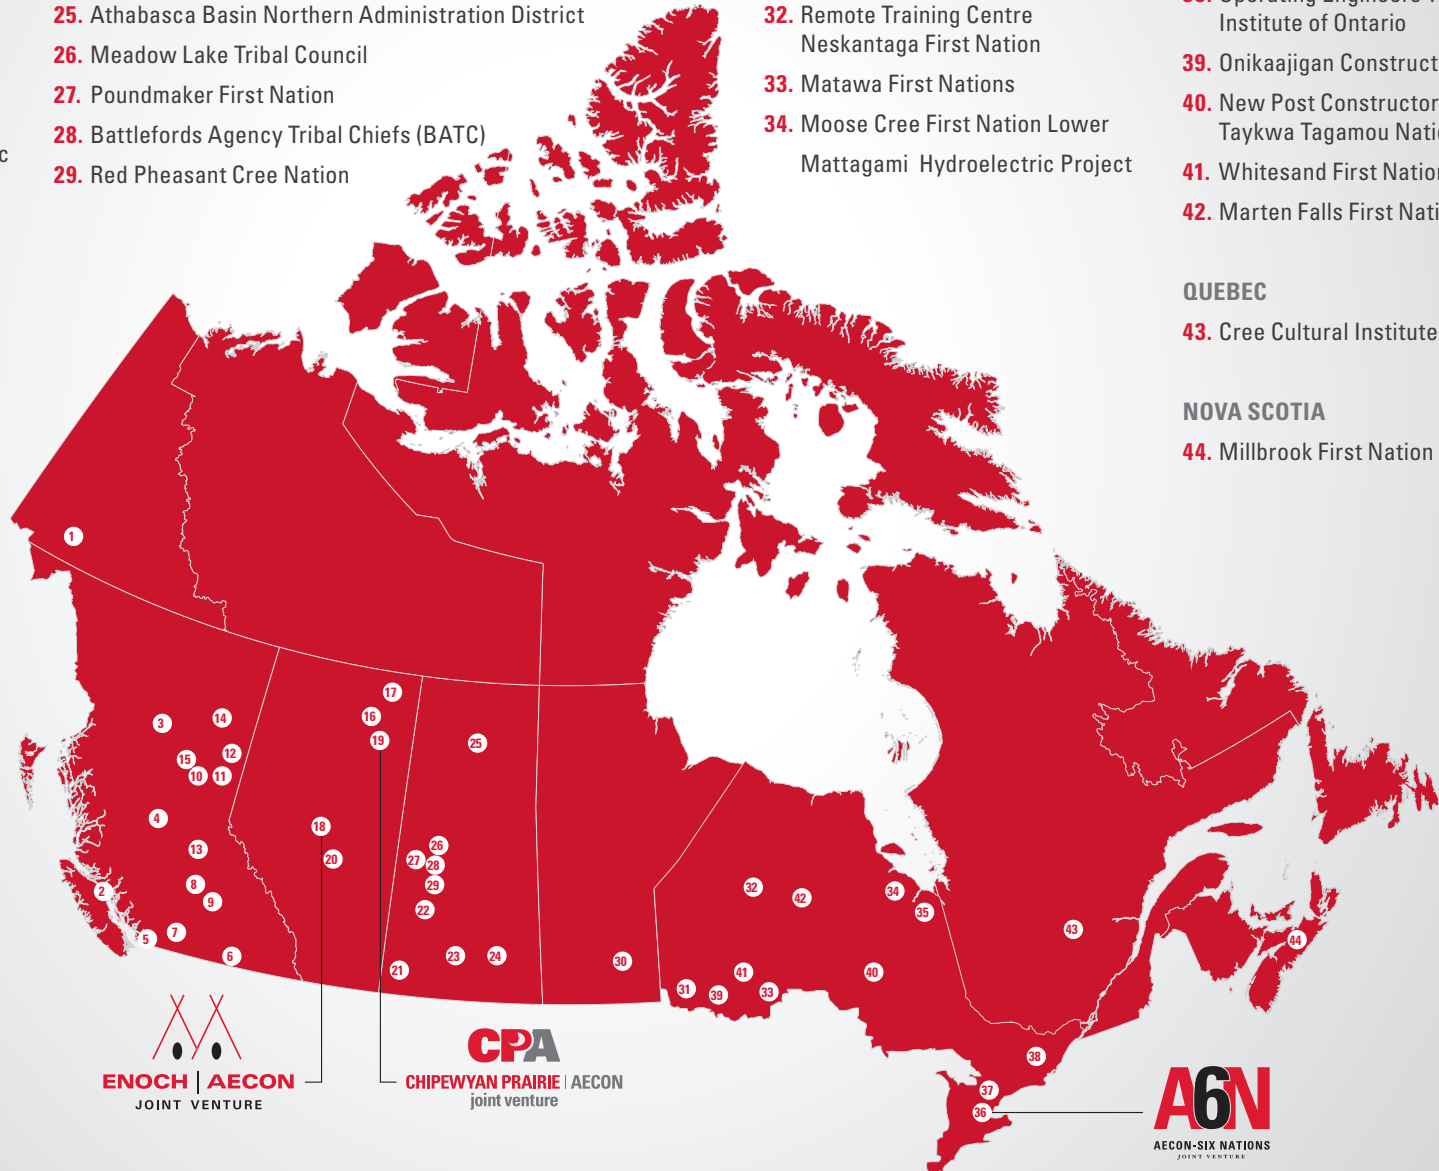 25. Athabasca Basin Northern Administration District
26. Meadow Lake Tribal Council
27. Poundmaker First Nation
28. Battlefords Agency Tribal Chiefs (BATC)
29. Red Pheasant Cree Nation
32. Remote Training Centre
Neskantaga First Nation
33. Matawa First Nations
34. Moose Cree First Nation Lower
Mattagami Hydroelectric Project
Operating Engineers
Institute of Ontario
39. Onikaajigan Construct
40. New Post Constructor
Taykwa Tagamou Nati
41. Whitesand First Nation
42. Marten Falls First Nati
QUEBEC
43. Cree Cultural Institute
NOVA SCOTIA
44. Millbrook First Nation
c
1
17
16
14
3
19
25
12
15
10
11
4
18
26
13
20
27
28
8
29
32
34
2
42
9
22
35
7
43
5
44
6
23
24
30
21
41
40
31
39
33
38
37
36
ENOCH | AECON
JOINT VENTURE
CPA
CHIPEWYAN PRAIRIE | AECON
joint venture
A6N
AECON-SIX NATIONS
JOINT VENTURE